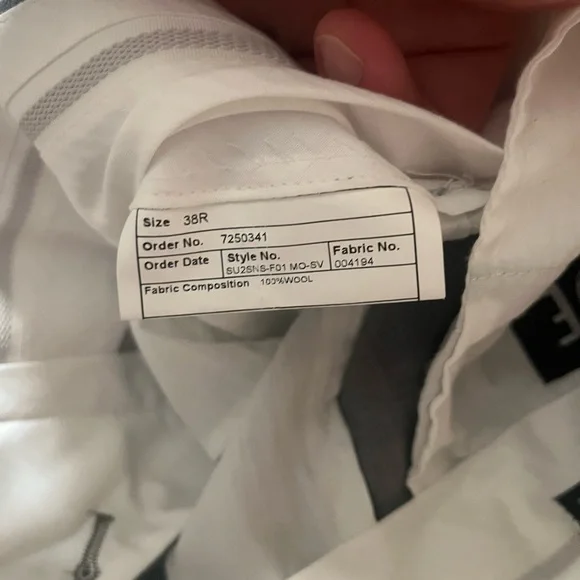 Size 38R
Order No. 7250341
Order Date Style No. Fabric No.
SU2SNS-F01 MO-SV 004194
Fabric Composition 100%WOOL